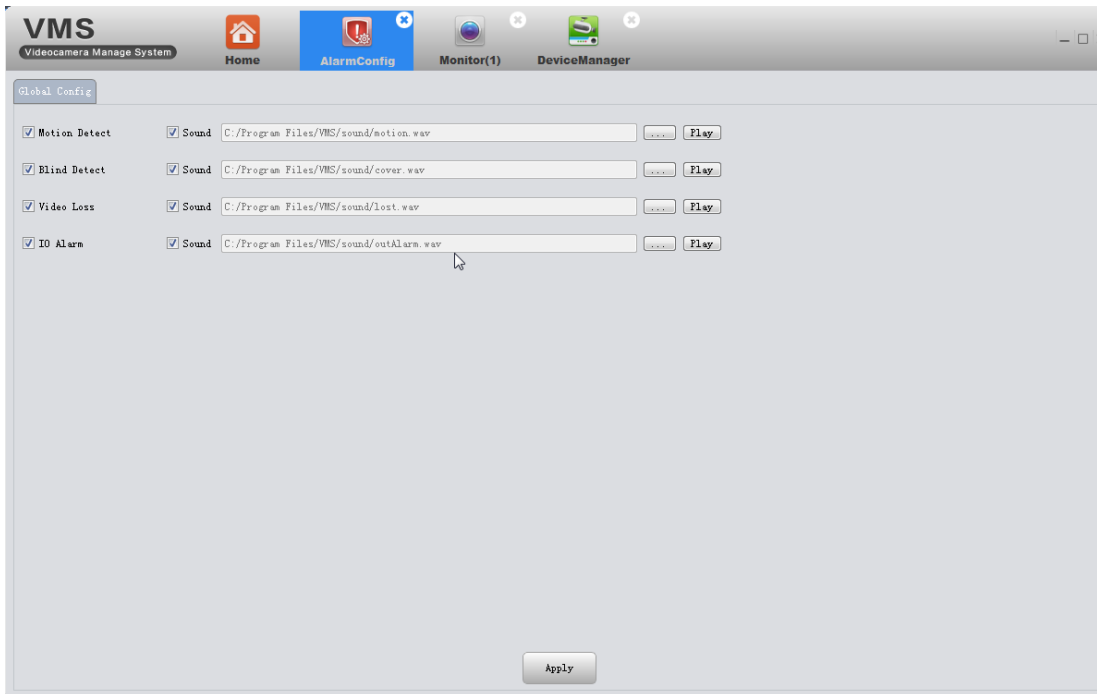 VMS
Videocamera Manage System
Home
AlarmConfig
Monitor(1)
DeviceManager
Global Config
Motion Detect Sound C:/Program Files/VMS/sound/motion.wav ... Play
Blind Detect Sound C:/Program Files/VMS/sound/cover.wav ... Play
Video Loss Sound C:/Program Files/VMS/sound/lost.wav ... Play
IO Alarm Sound C:/Program Files/VMS/sound/outAlarm.wav ... Play
Apply